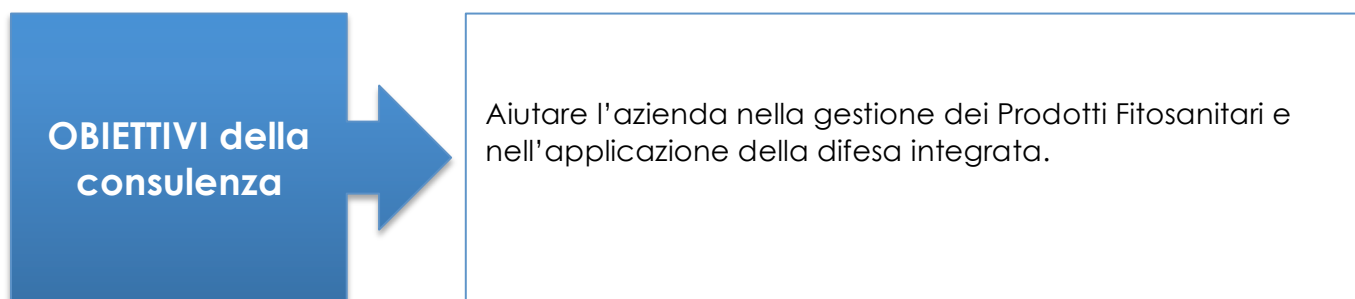 OBIETTIVI della
consulenza
Aiutare l’azienda nella gestione dei Prodotti Fitosanitari e
nell’applicazione della difesa integrata.